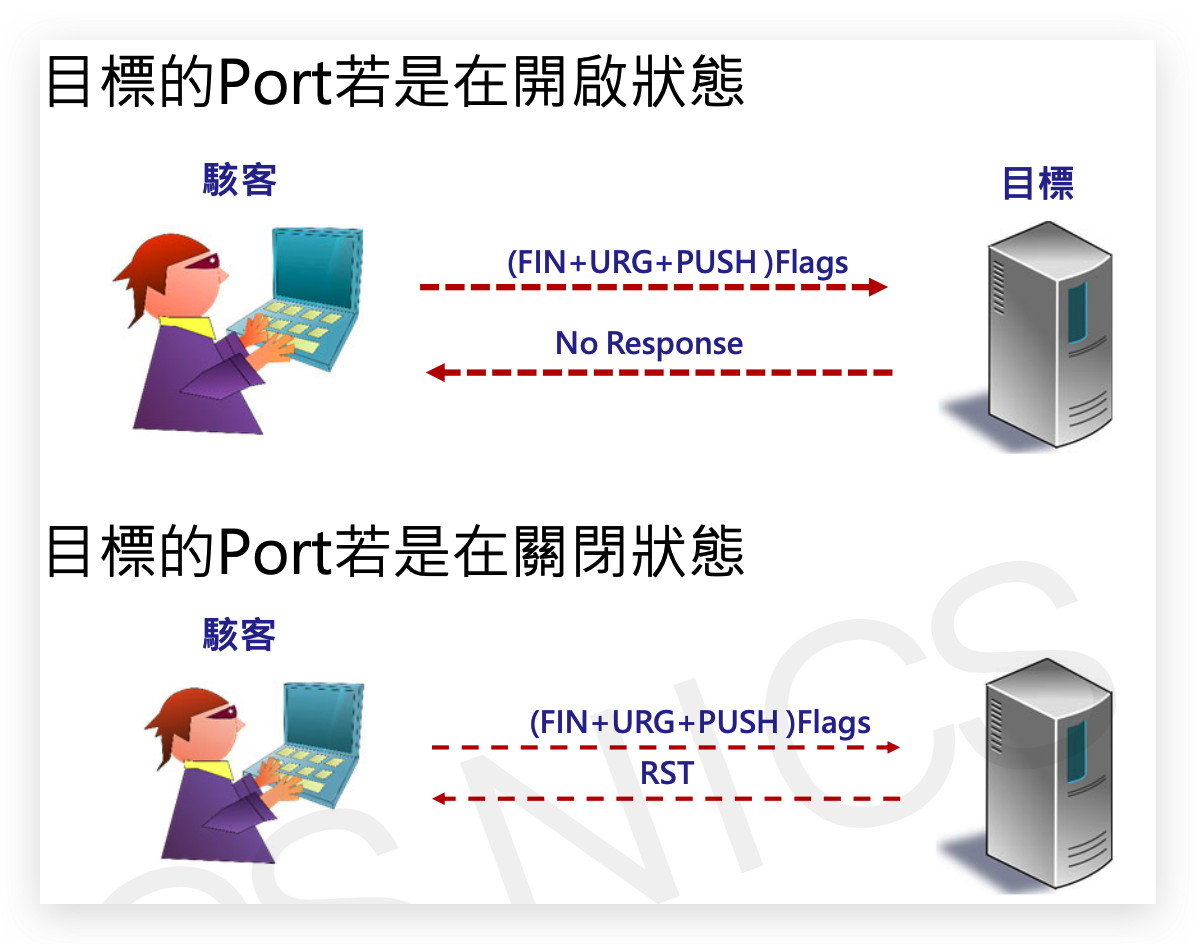 目標的Port若是在開啟狀態
駭客
目標
(FIN+URG+PUSH )Flags
No Response
目標的Port若是在關閉狀態
駭客
(FIN+URG+PUSH )Flags
RST
CS NICS